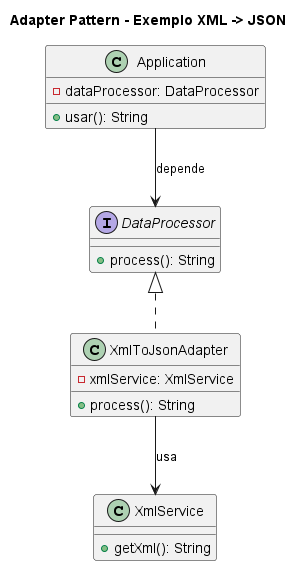 Adapter Pattern - Exemplo XML -> JSON
C Application
dataProcessor: DataProcessor
usar(): String
depende
I DataProcessor
process(): String
C XmlToJsonAdapter
xmlService: XmlService
process(): String
usa
C XmlService
getXml(): String